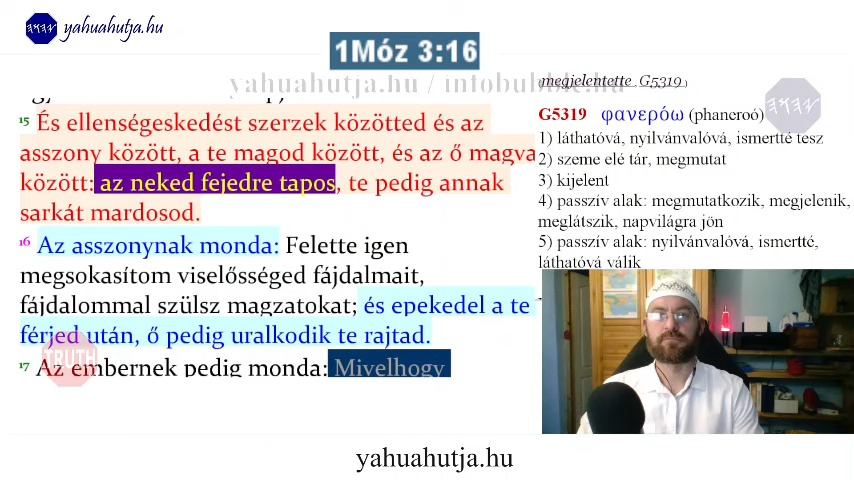 yahuahutja.hu
1Móz 3:16
yahuahutja.hu / infobubble.hu
15 És ellenségeskedést szerzek közötted és az
asszony között, a te magod között, és az ő magva
között: az neked fejedre tapos, te pedig annak
sarkát mardosod.
16 Az asszonynak monda: Felette igen
megsokasítom viselősséged fájdalmait,
fájdalommal szülsz magzatokat; és epekedel a te
férjed után, ő pedig uralkodik te rajtad.
17 Az embernek pedig monda: Mivelhogy
TRUTH
megjelentette G5319
G5319 φανερόω (phaneroó)
1) láthatóvá, nyilvánvalóvá, ismertté tesz
2) szeme elé tár, megmutat
3) kijelent
4) passzív alak: megmutatkozik, megjelenik,
meglátszik, napvilágra jön
5) passzív alak: nyilvánvalóvá, ismertté,
láthatóvá válik
yahuahutja.hu